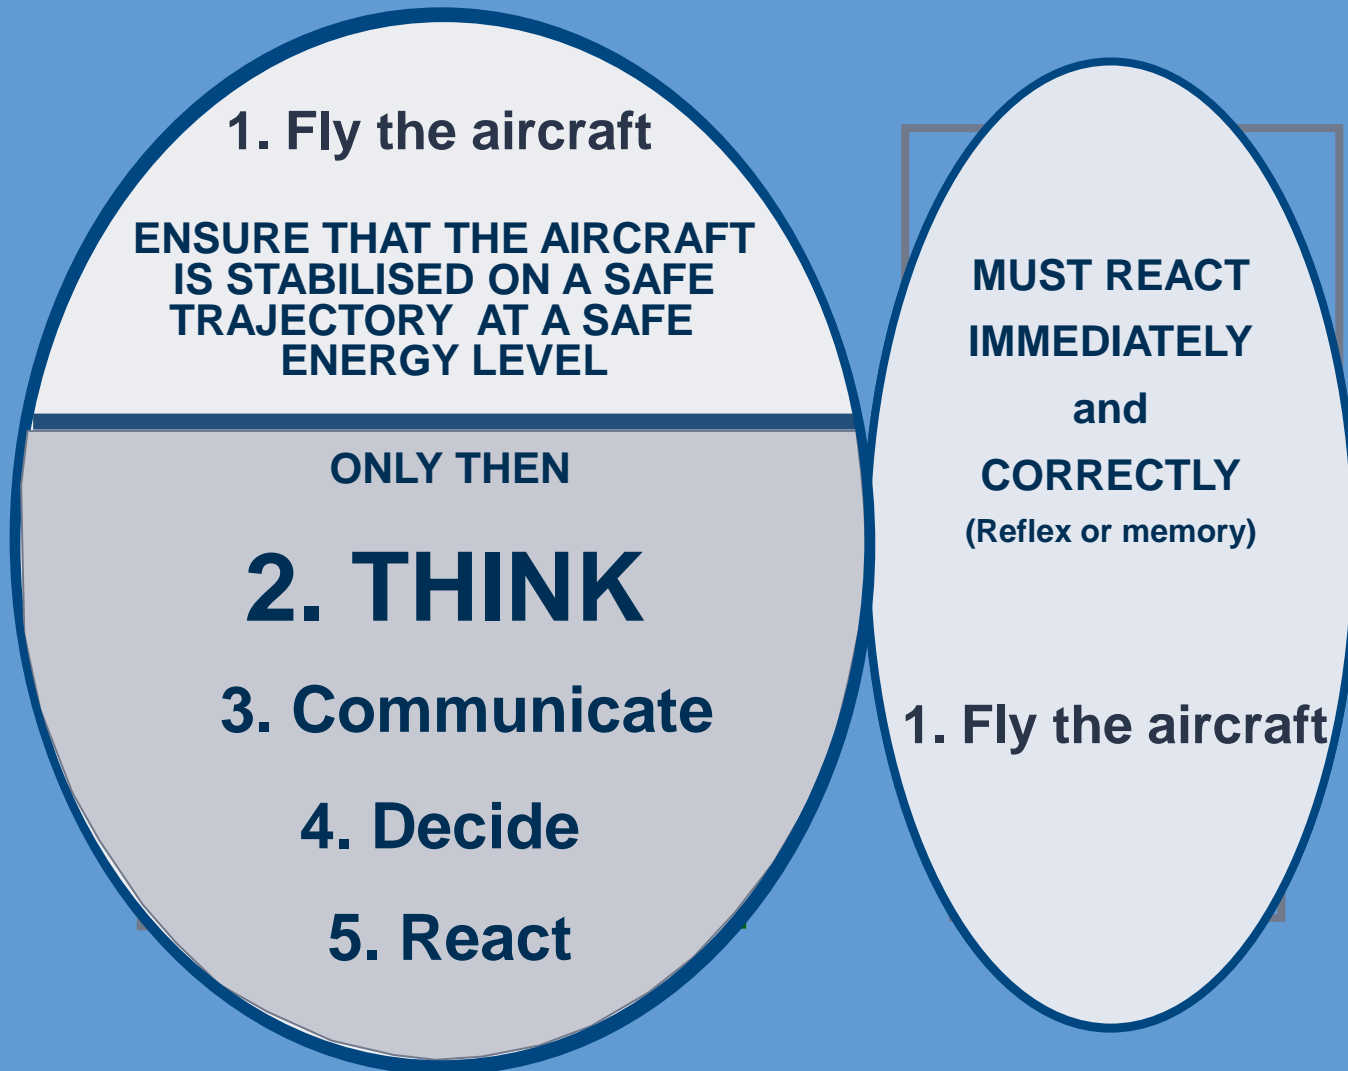 1. Fly the aircraft
ENSURE THAT THE AIRCRAFT
IS STABILISED ON A SAFE
TRAJECTORY AT A SAFE
ENERGY LEVEL
ONLY THEN
2. THINK
3. Communicate
4. Decide
5. React
MUST REACT
IMMEDIATELY
and
CORRECTLY
(Reflex or memory)
1. Fly the aircraft